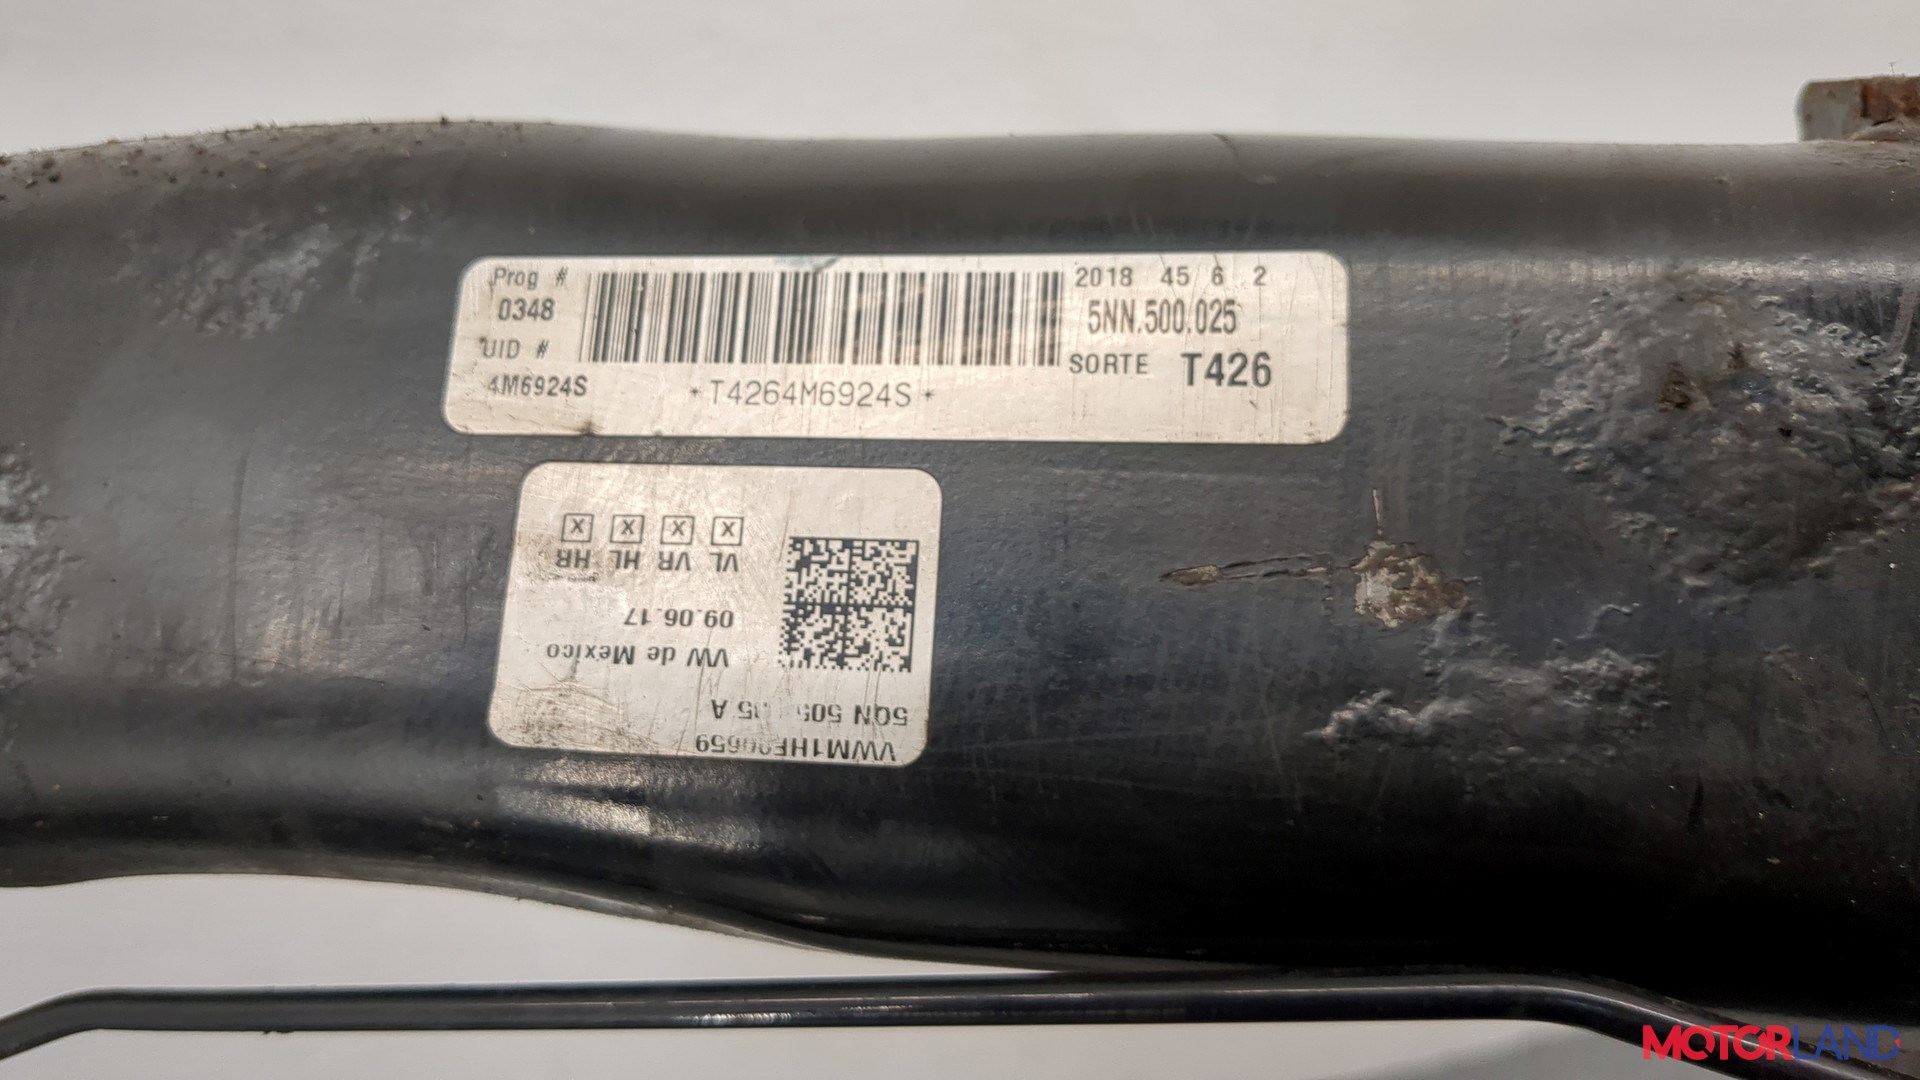 Prog # 2018 45 6 2
0348 5NN.500.025
UID # SORTE T426
4M6924S *T4264M6924S*
5QN A
VW de Mexico
09.06.17
VL VR HL HR
X X X X
MOTORLAND